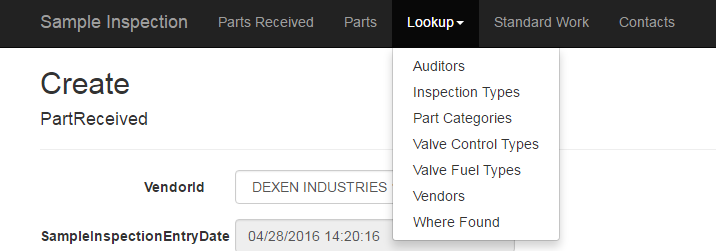 Sample Inspection Parts Received Parts Lookup Standard Work Contacts
Auditors
Inspection Types
Part Categories
Valve Control Types
Valve Fuel Types
Vendors
Where Found
Create
PartReceived
VendorId DEXEN INDUSTRIES
SampleInspectionEntryDate 04/28/2016 14:20:16